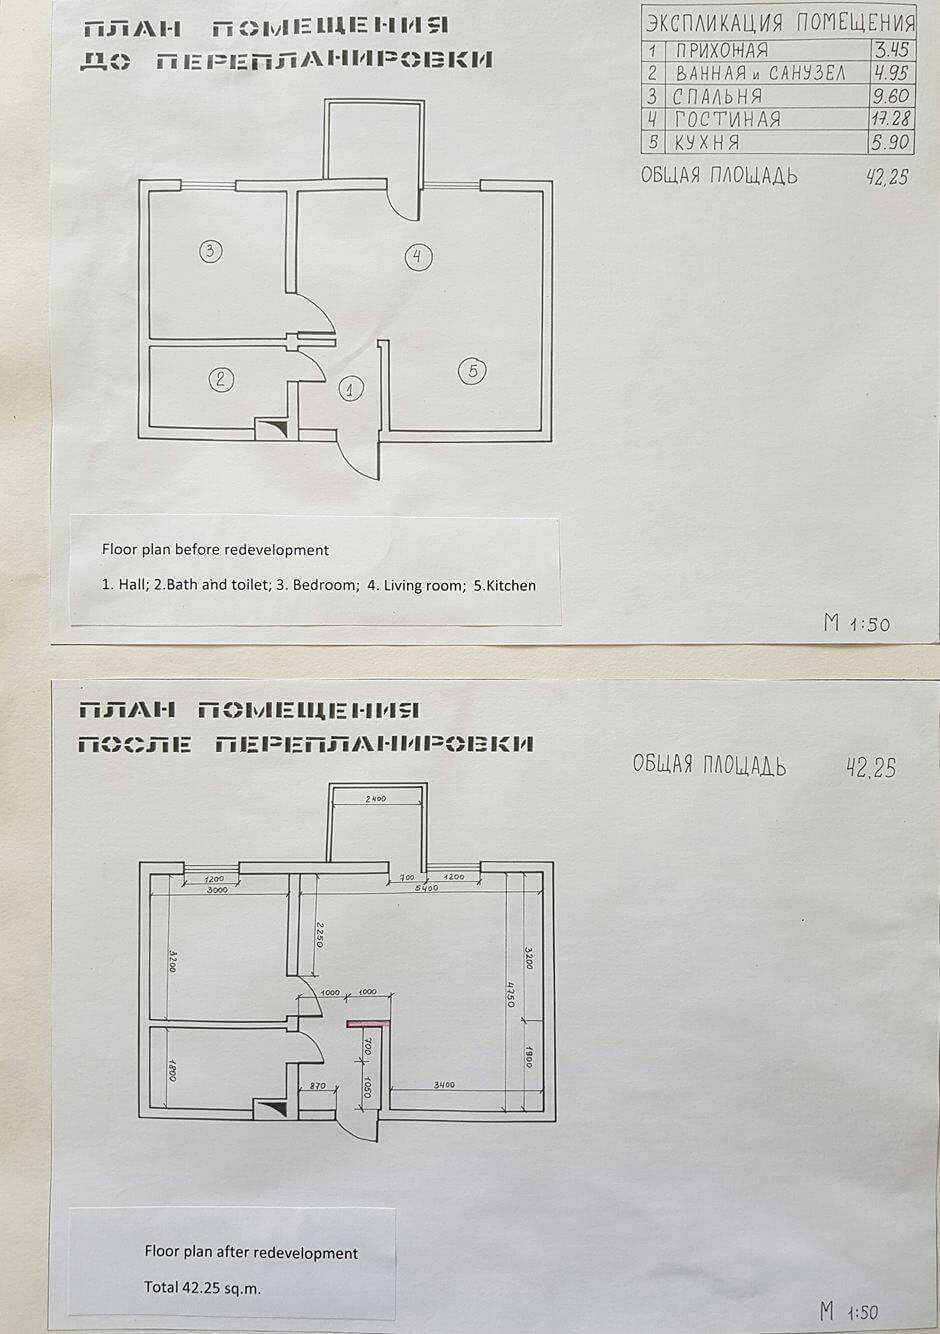 ПЛАН ПОМЕЩЕНИЯ
ДО ПЕРЕПЛАНИРОВКИ
ЭКСПЛИКАЦИЯ ПОМЕЩЕНИЯ
1 ПРИХОЖАЯ 3.45
2 ВАННАЯ и САНУЗЕЛ 4.95
3 СПАЛЬНЯ 9.60
4 ГОСТИНАЯ 17.28
5 КУХНЯ 5.90
ОБЩАЯ ПЛОЩАДЬ 42,25
3
4
2
1
5
Floor plan before redevelopment
1. Hall; 2.Bath and toilet; 3. Bedroom; 4. Living room; 5.Kitchen
М 1:50
ПЛАН ПОМЕЩЕНИЯ
ПОСЛЕ ПЕРЕПЛАНИРОВКИ
ОБЩАЯ ПЛОЩАДЬ 42,25
2400
1200
3000
700
1200
5400
2250
3200
3200
4750
1000
1000
700
1900
1800
1050
870
3400
Floor plan after redevelopment
Total 42.25 sq.m.
М 1:50